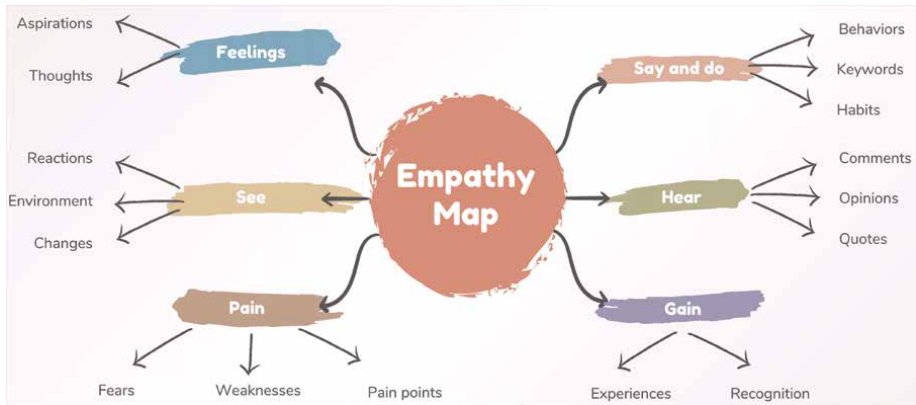 Aspirations
Thoughts
Feelings
Say and do
Behaviors
Keywords
Habits
Empathy
Map
Reactions
Environment
Changes
See
Hear
Comments
Opinions
Quotes
Pain
Fears
Weaknesses
Pain points
Gain
Experiences
Recognition